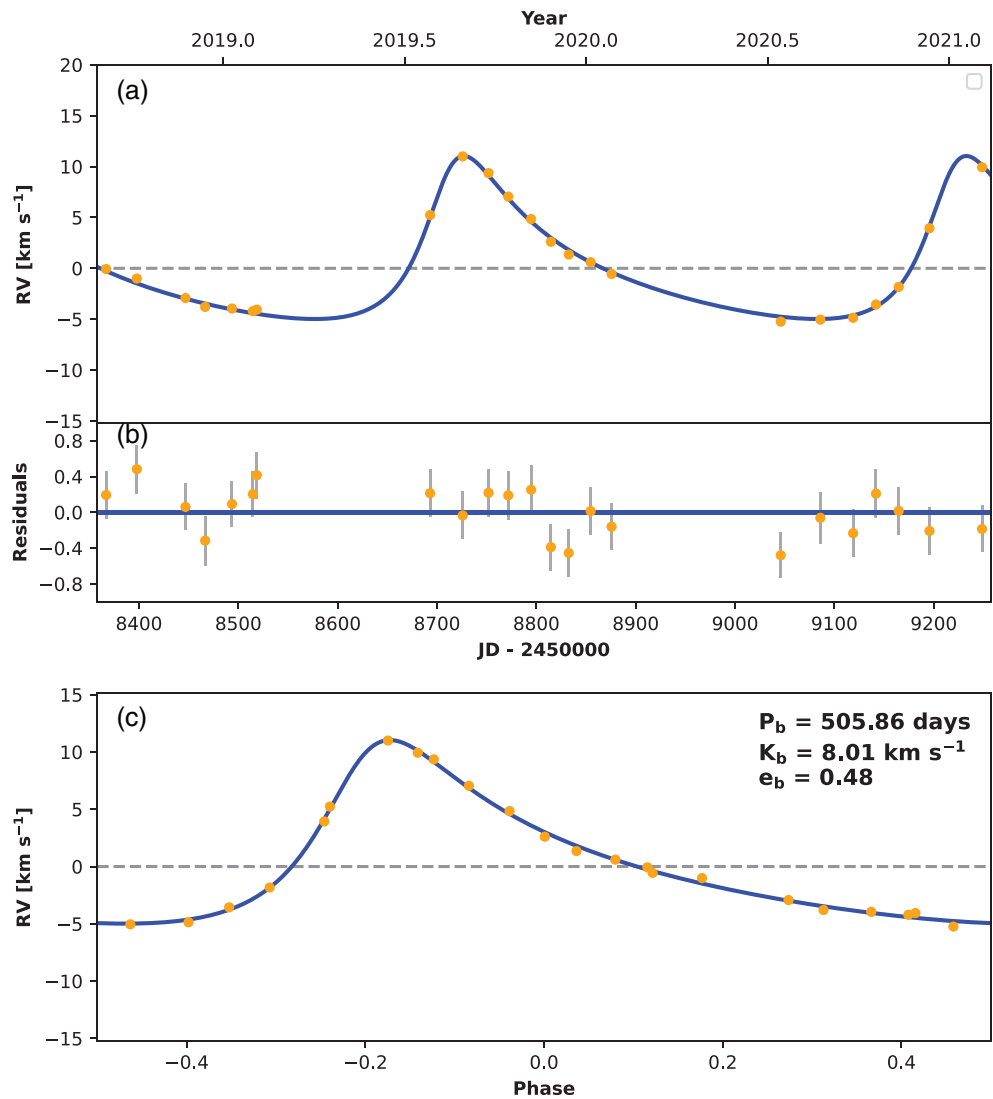 Year
2019.0 2019.5 2020.0 2020.5 2021.0
(a)
20
15
10
5
0
−5
−10
−15
RV [km s⁻¹]
(b)
0.8
0.4
0.0
−0.4
−0.8
Residuals
8400 8500 8600 8700 8800 8900 9000 9100 9200
JD - 2450000
(c)
P_b = 505.86 days
K_b = 8.01 km s⁻¹
e_b = 0.48
15
10
5
0
−5
−10
−15
RV [km s⁻¹]
−0.4 −0.2 0.0 0.2 0.4
Phase